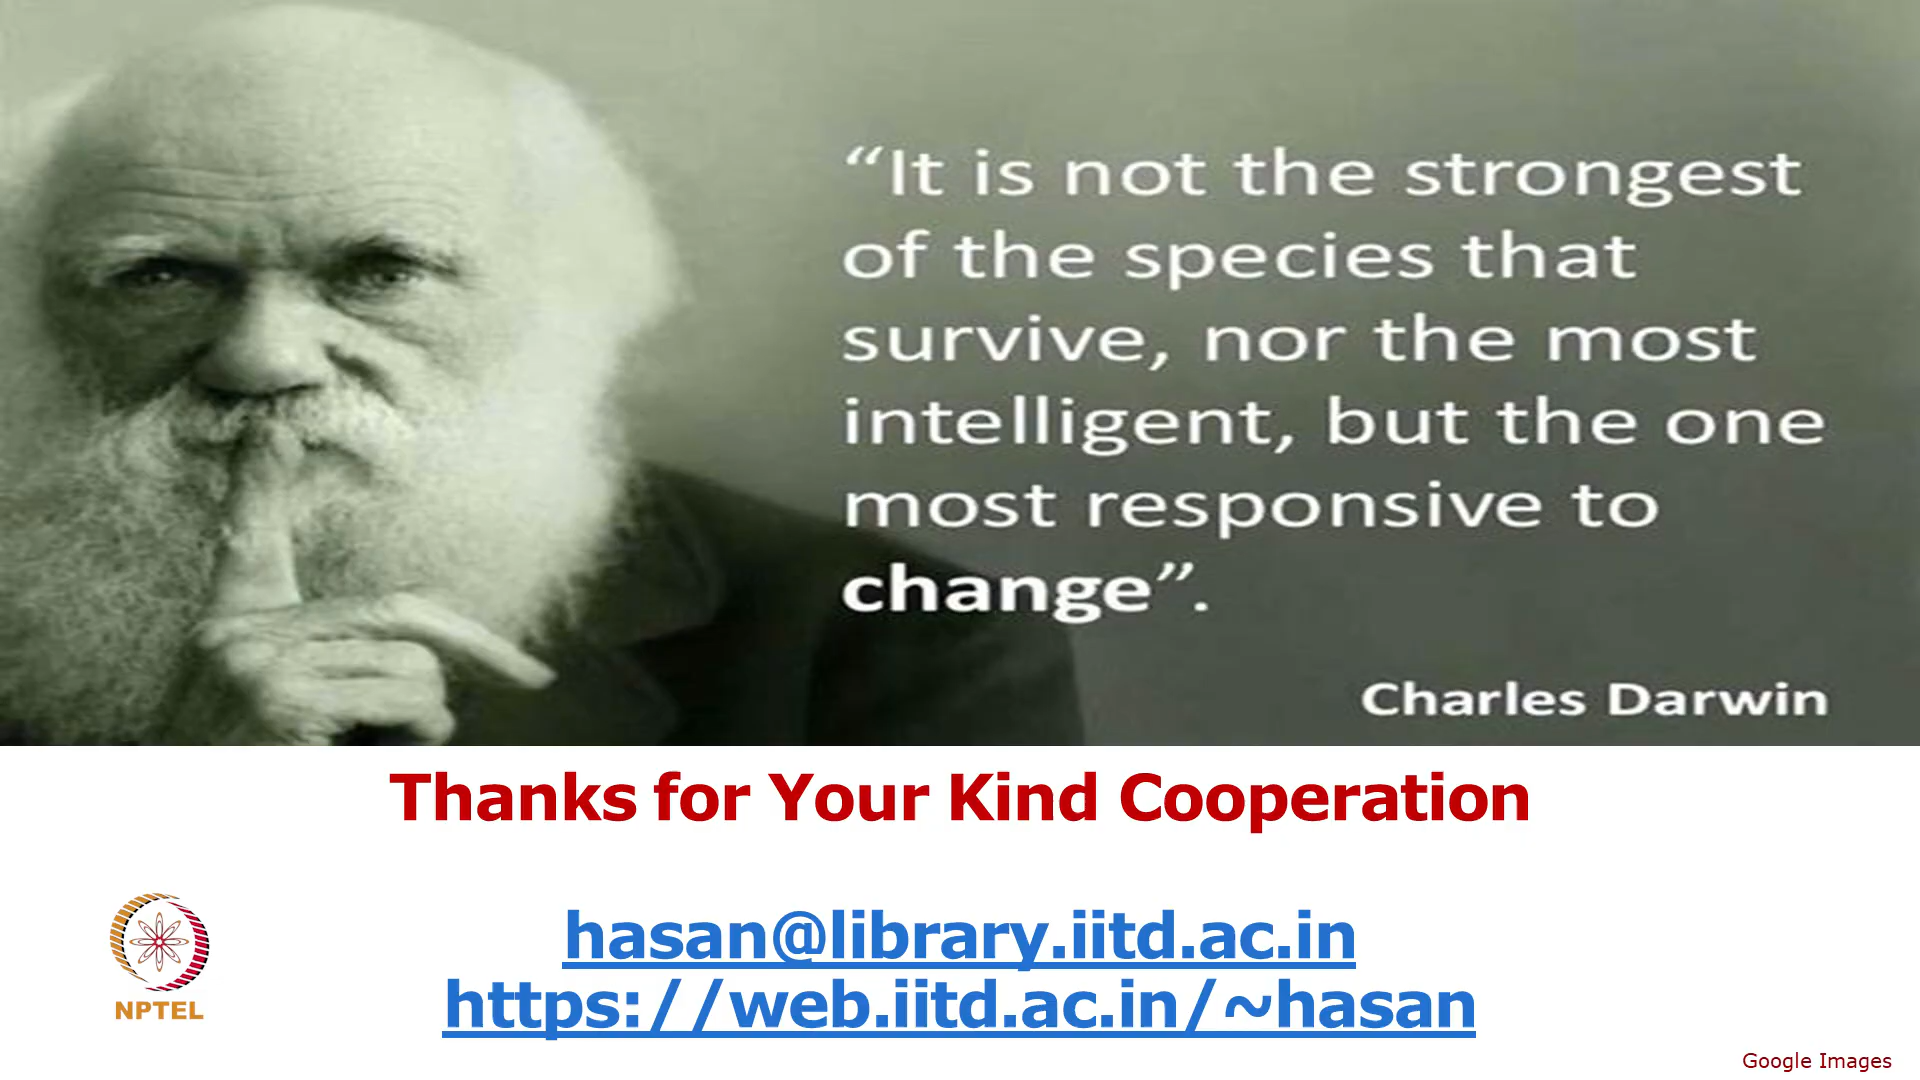 “It is not the strongest
of the species that
survive, nor the most
intelligent, but the one
most responsive to
change”.
Charles Darwin
Thanks for Your Kind Cooperation
hasan@library.iitd.ac.in
https://web.iitd.ac.in/~hasan
NPTEL
Google Images